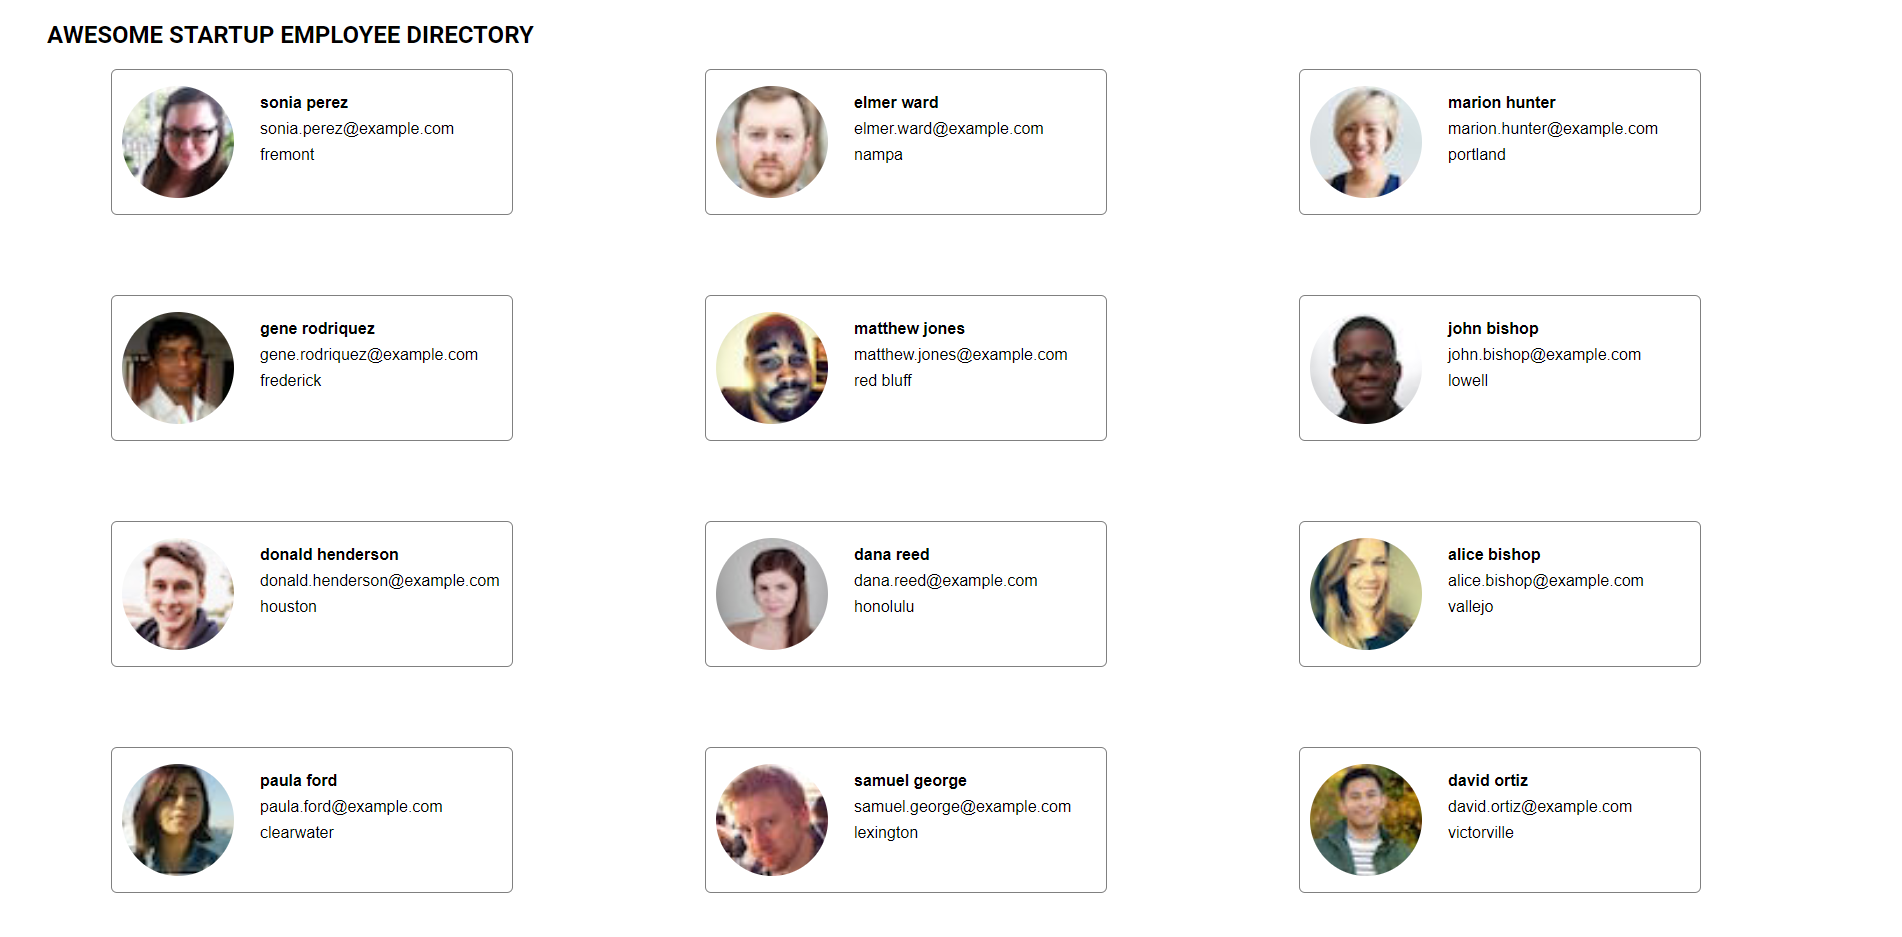 AWESOME STARTUP EMPLOYEE DIRECTORY
sonia perez
sonia.perez@example.com
fremont
elmer ward
elmer.ward@example.com
nampa
marion hunter
marion.hunter@example.com
portland
gene rodriquez
gene.rodriquez@example.com
frederick
matthew jones
matthew.jones@example.com
red bluff
john bishop
john.bishop@example.com
lowell
donald henderson
donald.henderson@example.com
houston
dana reed
dana.reed@example.com
honolulu
alice bishop
alice.bishop@example.com
vallejo
paula ford
paula.ford@example.com
clearwater
samuel george
samuel.george@example.com
lexington
david ortiz
david.ortiz@example.com
victorville